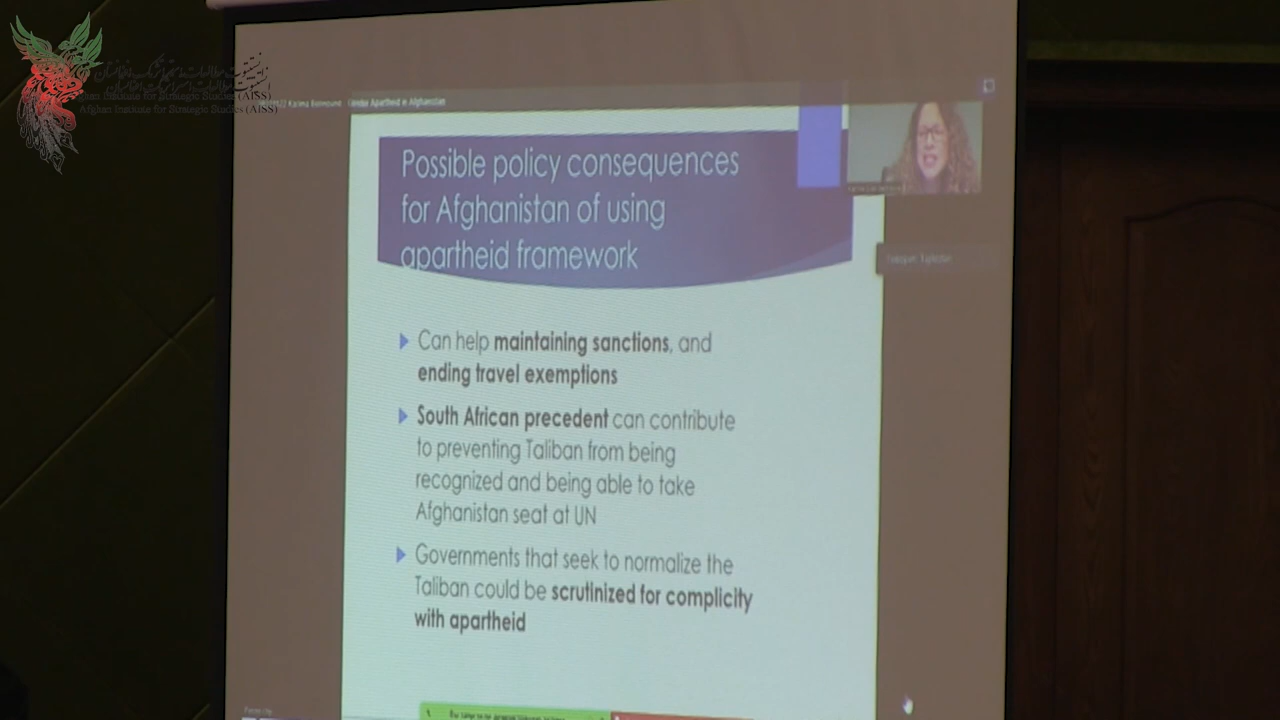 Afghan Institute for Strategic Studies (AISS)
Possible policy consequences
for Afghanistan of using
apartheid framework
Can help maintaining sanctions, and
ending travel exemptions
South African precedent can contribute
to preventing Taliban from being
recognized and being able to take
Afghanistan seat at UN
Governments that seek to normalize the
Taliban could be scrutinized for complicity
with apartheid